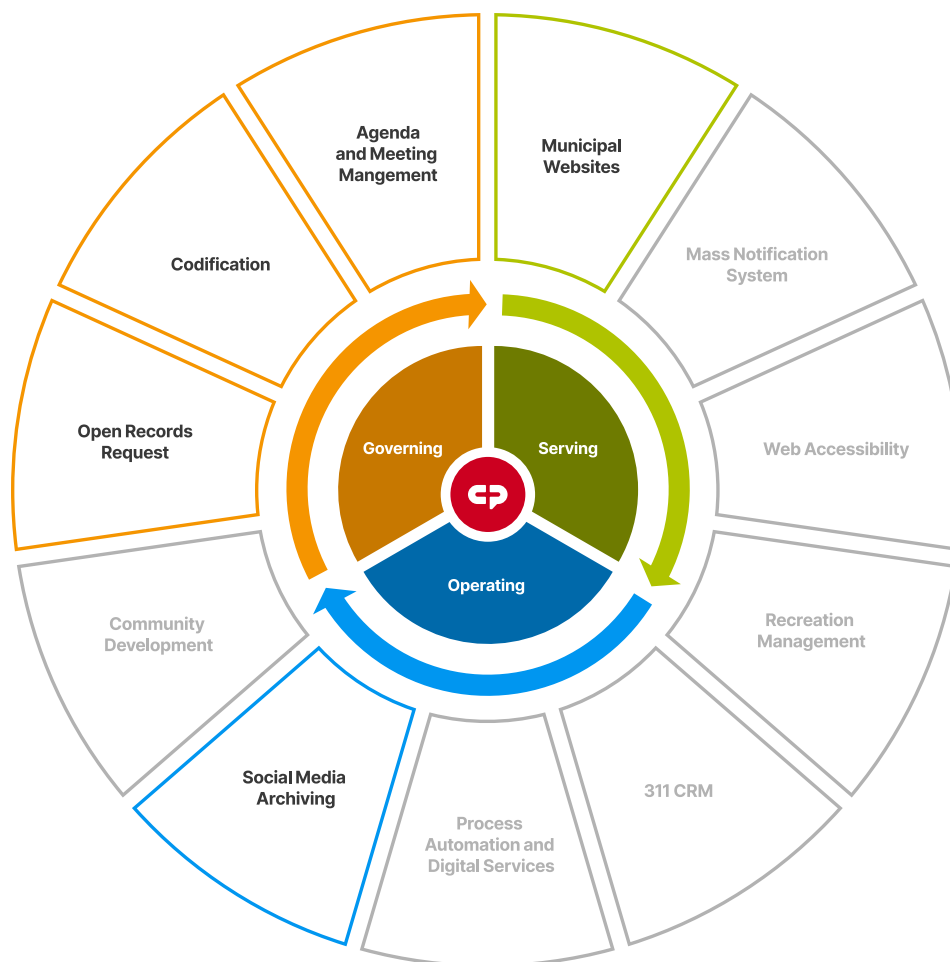 Agenda
and Meeting
Mangement
Municipal
Websites
Codification
Mass Notification
System
Open Records
Request
Governing
Serving
Web Accessibility
Operating
Community
Development
Recreation
Management
Social Media
Archiving
311 CRM
Process
Automation and
Digital Services